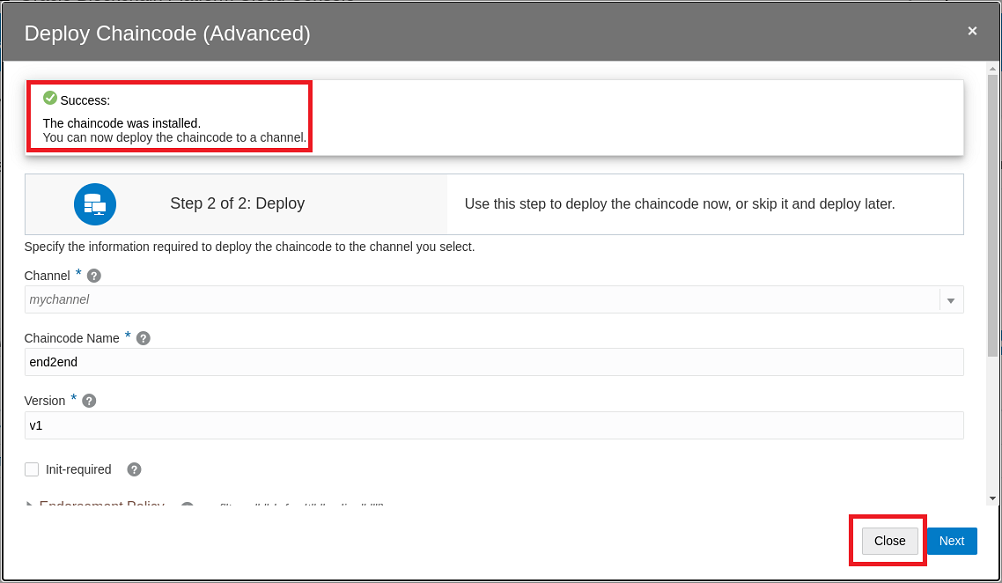 Deploy Chaincode (Advanced)
×
Success:
The chaincode was installed.
You can now deploy the chaincode to a channel.
Step 2 of 2: Deploy
Use this step to deploy the chaincode now, or skip it and deploy later.
Specify the information required to deploy the chaincode to the channel you select.
Channel * ?
mychannel
Chaincode Name * ?
end2end
Version * ?
v1
Init-required ?
Endorsement Policy
Close Next